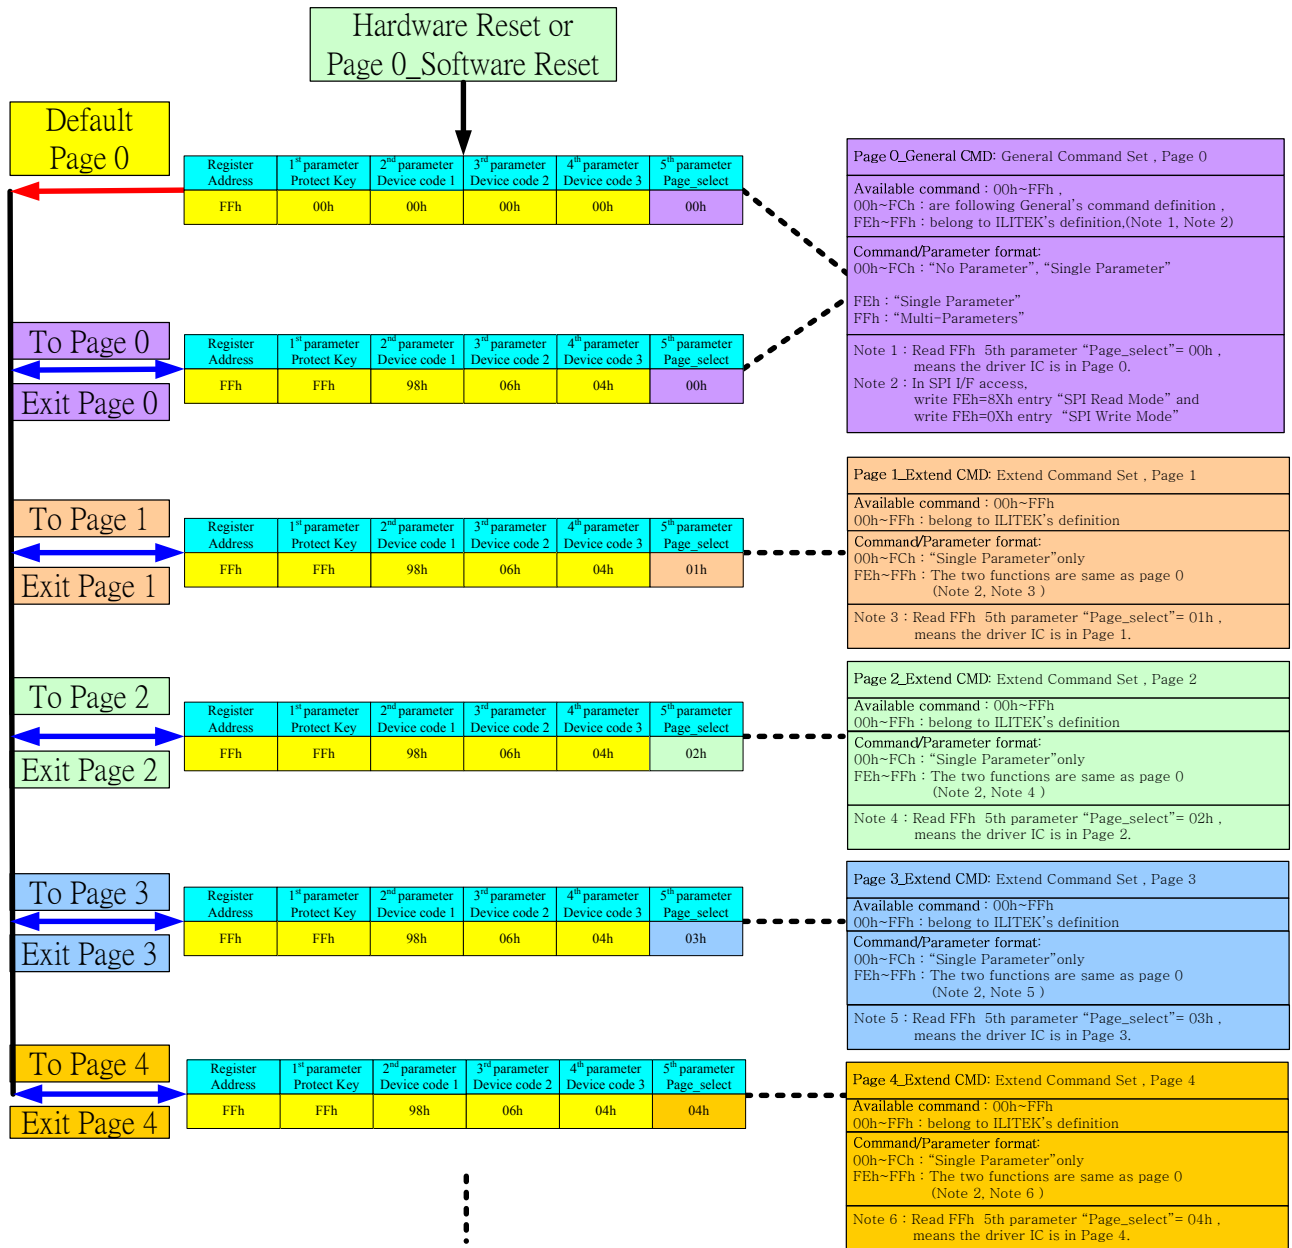 Hardware Reset or
Page 0_Software Reset
Default
Page 0
Register Address 1st parameter Protect Key 2nd parameter Device code 1 3rd parameter Device code 2 4th parameter Device code 3 5th parameter Page_select
FFh 00h 00h 00h 00h 00h
Page 0_General CMD: General Command Set , Page 0
Available command : 00h~FFh ,
00h~FCh : are following General's command definition ,
FEh~FFh : belong to ILITEK's definition,(Note 1, Note 2)
Command/Parameter format:
00h~FCh : “No Parameter”, “Single Parameter”
FEh : “Single Parameter”
FFh : “Multi-Parameters”
Note 1 : Read FFh 5th parameter “Page_select”= 00h ,
means the driver IC is in Page 0.
Note 2 : In SPI I/F access,
write FEh=8Xh entry “SPI Read Mode” and
write FEh=0Xh entry “SPI Write Mode”
To Page 0
Exit Page 0
Register Address 1st parameter Protect Key 2nd parameter Device code 1 3rd parameter Device code 2 4th parameter Device code 3 5th parameter Page_select
FFh FFh 98h 06h 04h 00h
To Page 1
Exit Page 1
Register Address 1st parameter Protect Key 2nd parameter Device code 1 3rd parameter Device code 2 4th parameter Device code 3 5th parameter Page_select
FFh FFh 98h 06h 04h 01h
Page 1_Extend CMD: Extend Command Set , Page 1
Available command : 00h~FFh
00h~FFh : belong to ILITEK's definition
Command/Parameter format:
00h~FCh : “Single Parameter”only
FEh~FFh : The two functions are same as page 0
(Note 2, Note 3 )
Note 3 : Read FFh 5th parameter “Page_select”= 01h ,
means the driver IC is in Page 1.
To Page 2
Exit Page 2
Register Address 1st parameter Protect Key 2nd parameter Device code 1 3rd parameter Device code 2 4th parameter Device code 3 5th parameter Page_select
FFh FFh 98h 06h 04h 02h
Page 2_Extend CMD: Extend Command Set , Page 2
Available command : 00h~FFh
00h~FFh : belong to ILITEK's definition
Command/Parameter format:
00h~FCh : “Single Parameter”only
FEh~FFh : The two functions are same as page 0
(Note 2, Note 4 )
Note 4 : Read FFh 5th parameter “Page_select”= 02h ,
means the driver IC is in Page 2.
To Page 3
Exit Page 3
Register Address 1st parameter Protect Key 2nd parameter Device code 1 3rd parameter Device code 2 4th parameter Device code 3 5th parameter Page_select
FFh FFh 98h 06h 04h 03h
Page 3_Extend CMD: Extend Command Set , Page 3
Available command : 00h~FFh
00h~FFh : belong to ILITEK's definition
Command/Parameter format:
00h~FCh : “Single Parameter”only
FEh~FFh : The two functions are same as page 0
(Note 2, Note 5 )
Note 5 : Read FFh 5th parameter “Page_select”= 03h ,
means the driver IC is in Page 3.
To Page 4
Exit Page 4
Register Address 1st parameter Protect Key 2nd parameter Device code 1 3rd parameter Device code 2 4th parameter Device code 3 5th parameter Page_select
FFh FFh 98h 06h 04h 04h
Page 4_Extend CMD: Extend Command Set , Page 4
Available command : 00h~FFh
00h~FFh : belong to ILITEK's definition
Command/Parameter format:
00h~FCh : “Single Parameter”only
FEh~FFh : The two functions are same as page 0
(Note 2, Note 6 )
Note 6 : Read FFh 5th parameter “Page_select”= 04h ,
means the driver IC is in Page 4.